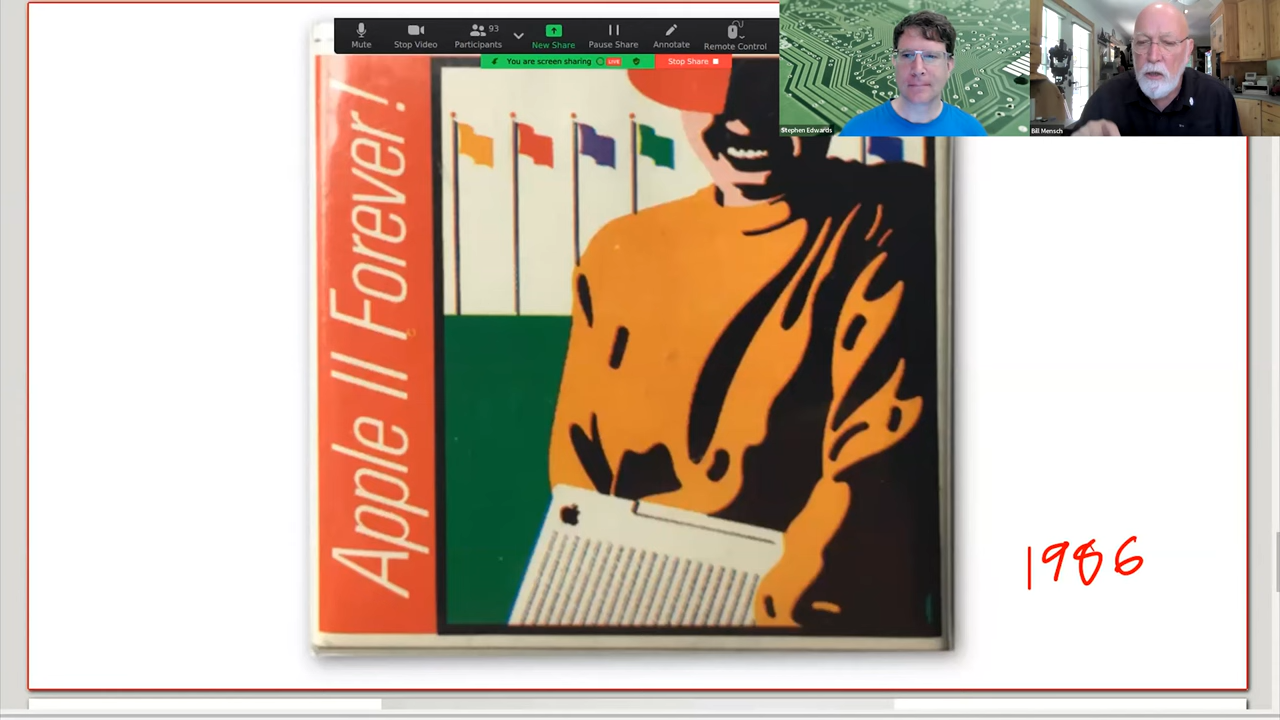 93
Mute
Stop Video
Participants
New Share
Pause Share
Annotate
Remote Control
You are screen sharing
LIVE
Stop Share
Stephen Edwards
Bill Mensch
Apple II Forever!
1986